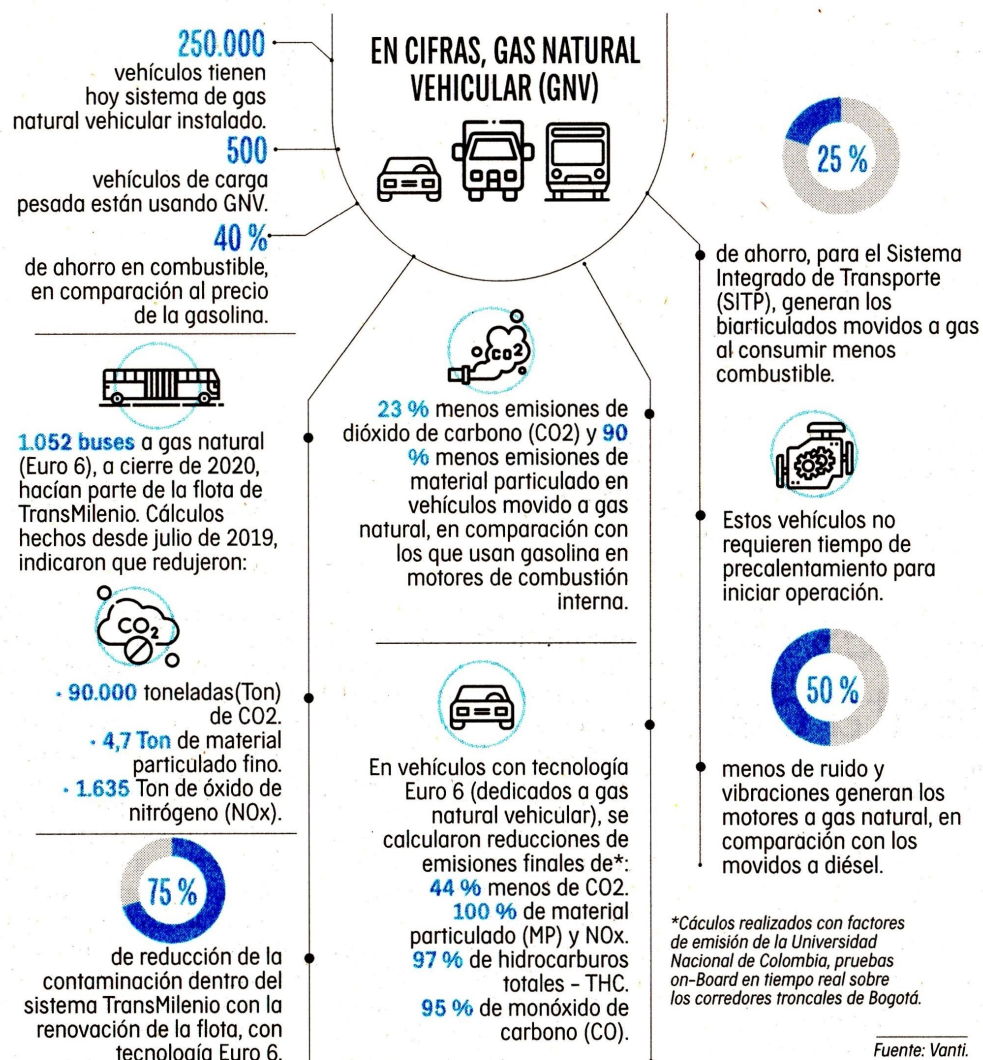 EN CIFRAS, GAS NATURAL
VEHICULAR (GNV)
250.000
vehículos tienen
hoy sistema de gas
natural vehicular instalado.
500
vehículos de carga
pesada están usando GNV.
40 %
de ahorro en combustible,
en comparación al precio
de la gasolina.
1.052 buses a gas natural
(Euro 6), a cierre de 2020,
hacían parte de la flota de
TransMilenio. Cálculos
hechos desde julio de 2019,
indicaron que redujeron:
CO2
· 90.000 toneladas(Ton)
de CO2.
· 4,7 Ton de material
particulado fino.
· 1.635 Ton de óxido de
nitrógeno (NOx).
75 %
de reducción de la
contaminación dentro del
sistema TransMilenio con la
renovación de la flota, con
tecnología Euro 6.
CO2
23 % menos emisiones de
dióxido de carbono (CO2) y 90
% menos emisiones de
material particulado en
vehículos movido a gas
natural, en comparación con
los que usan gasolina en
motores de combustión
interna.
En vehículos con tecnología
Euro 6 (dedicados a gas
natural vehicular), se
calcularon reducciones de
emisiones finales de*:
44 % menos de CO2.
100 % de material
particulado (MP) y NOx.
97 % de hidrocarburos
totales - THC.
95 % de monóxido de
carbono (CO).
25 %
de ahorro, para el Sistema
Integrado de Transporte
(SITP), generan los
biarticulados movidos a gas
al consumir menos
combustible.
Estos vehículos no
requieren tiempo de
precalentamiento para
iniciar operación.
50 %
menos de ruido y
vibraciones generan los
motores a gas natural, en
comparación con los
movidos a diésel.
*Cáculos realizados con factores
de emisión de la Universidad
Nacional de Colombia, pruebas
on-Board en tiempo real sobre
los corredores troncales de Bogotá.
Fuente: Vanti.